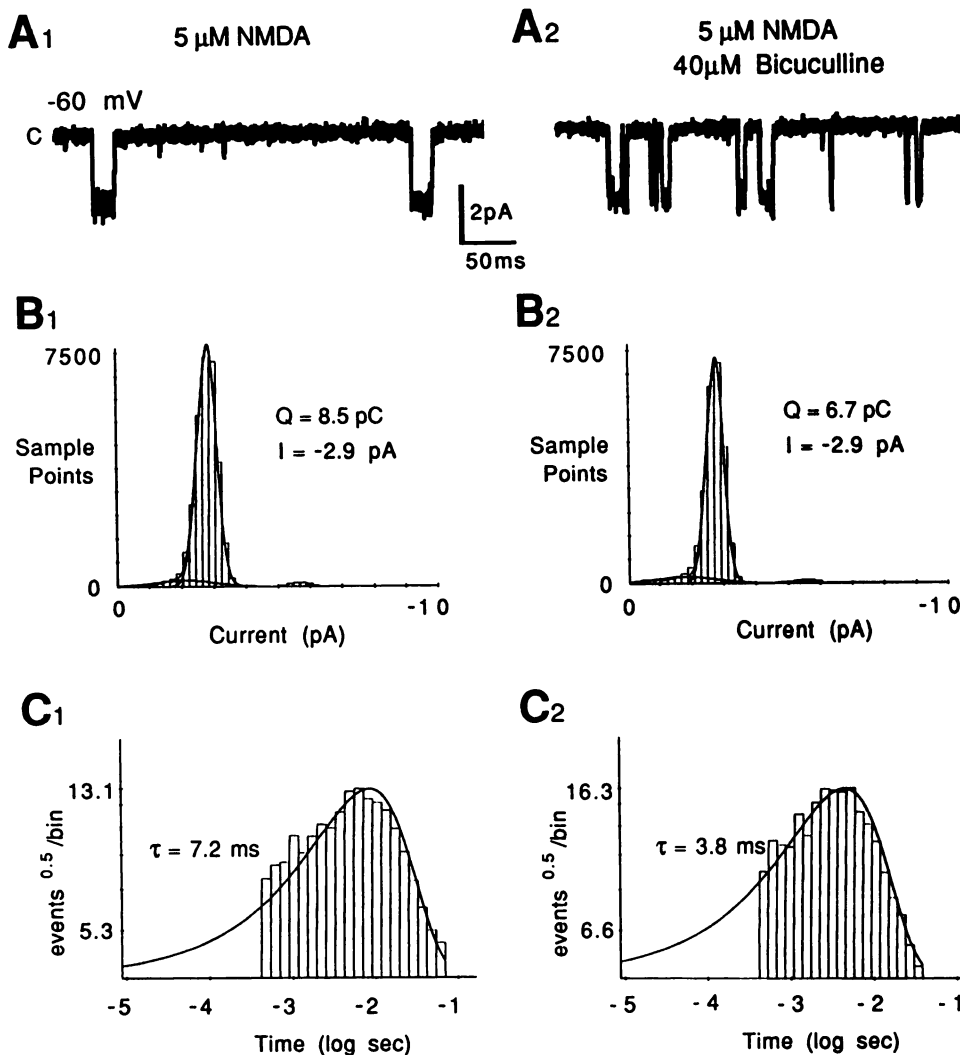 A1
5 μM NMDA
-60 mV
C
2pA
50ms
A2
5 μM NMDA
40μM Bicuculline
B1
7500
Sample
Points
0
Q = 8.5 pC
I = -2.9 pA
0
-10
Current (pA)
B2
7500
Sample
Points
0
Q = 6.7 pC
I = -2.9 pA
0
-10
Current (pA)
C1
13.1
events 0.5 /bin
5.3
τ = 7.2 ms
-5 -4 -3 -2 -1
Time (log sec)
C2
16.3
events 0.5 /bin
6.6
τ = 3.8 ms
-5 -4 -3 -2 -1
Time (log sec)